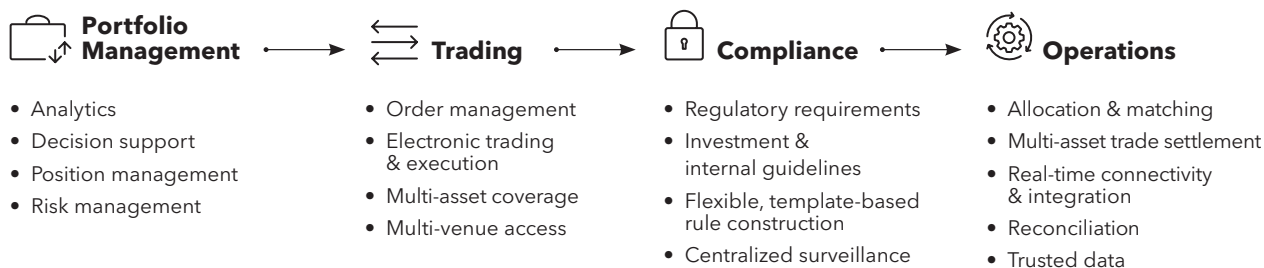 Portfolio
Management
• Analytics
• Decision support
• Position management
• Risk management
Trading
• Order management
• Electronic trading
& execution
• Multi-asset coverage
• Multi-venue access
Compliance
• Regulatory requirements
• Investment &
internal guidelines
• Flexible, template-based
rule construction
• Centralized surveillance
Operations
• Allocation & matching
• Multi-asset trade settlement
• Real-time connectivity
& integration
• Reconciliation
• Trusted data